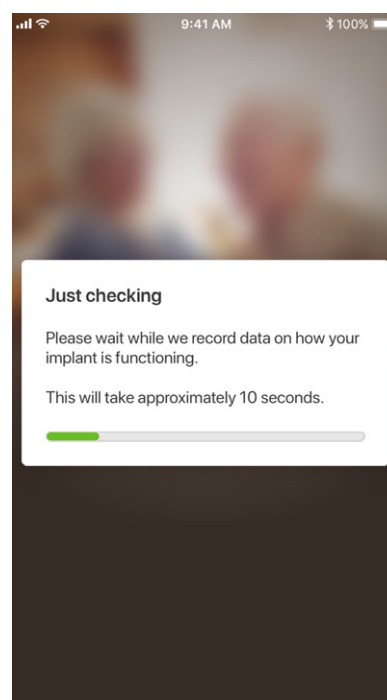 9:41 AM 100%
Just checking
Please wait while we record data on how your
implant is functioning.
This will take approximately 10 seconds.